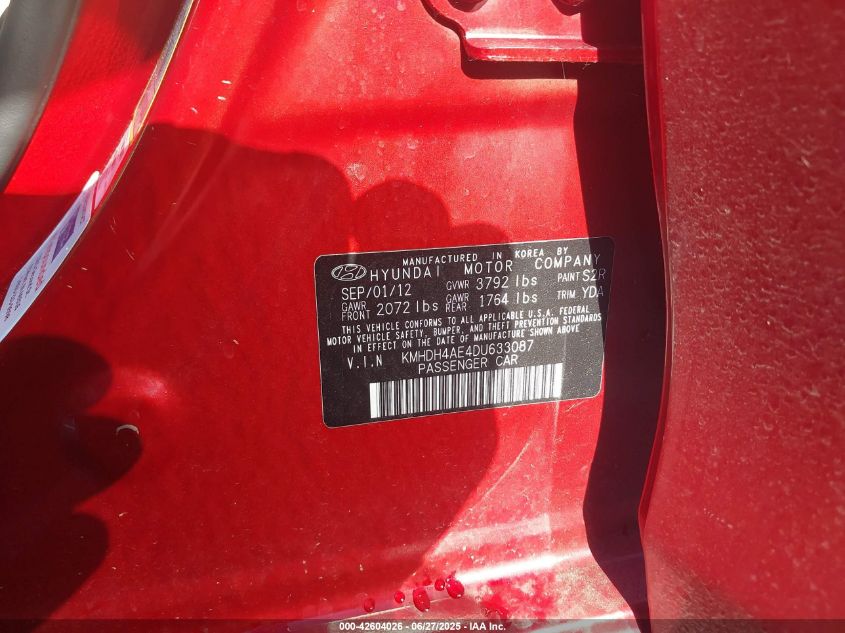 MANUFACTURED IN KOREA BY
HYUNDAI MOTOR COMPANY
SEP/01/12 GVWR 3792 lbs PAINT S2R
GAWR FRONT 2072 lbs GAWR REAR 1764 lbs TRIM YDA
THIS VEHICLE CONFORMS TO ALL APPLICABLE U.S.A. FEDERAL
MOTOR VEHICLE SAFETY, BUMPER, AND THEFT PREVENTION STANDARDS
IN EFFECT ON THE DATE OF MANUFACTURE SHOWN ABOVE
V.I.N KMHDH4AE4DU633087
PASSENGER CAR
000-42604026 - 06/27/2025 - IAA Inc.